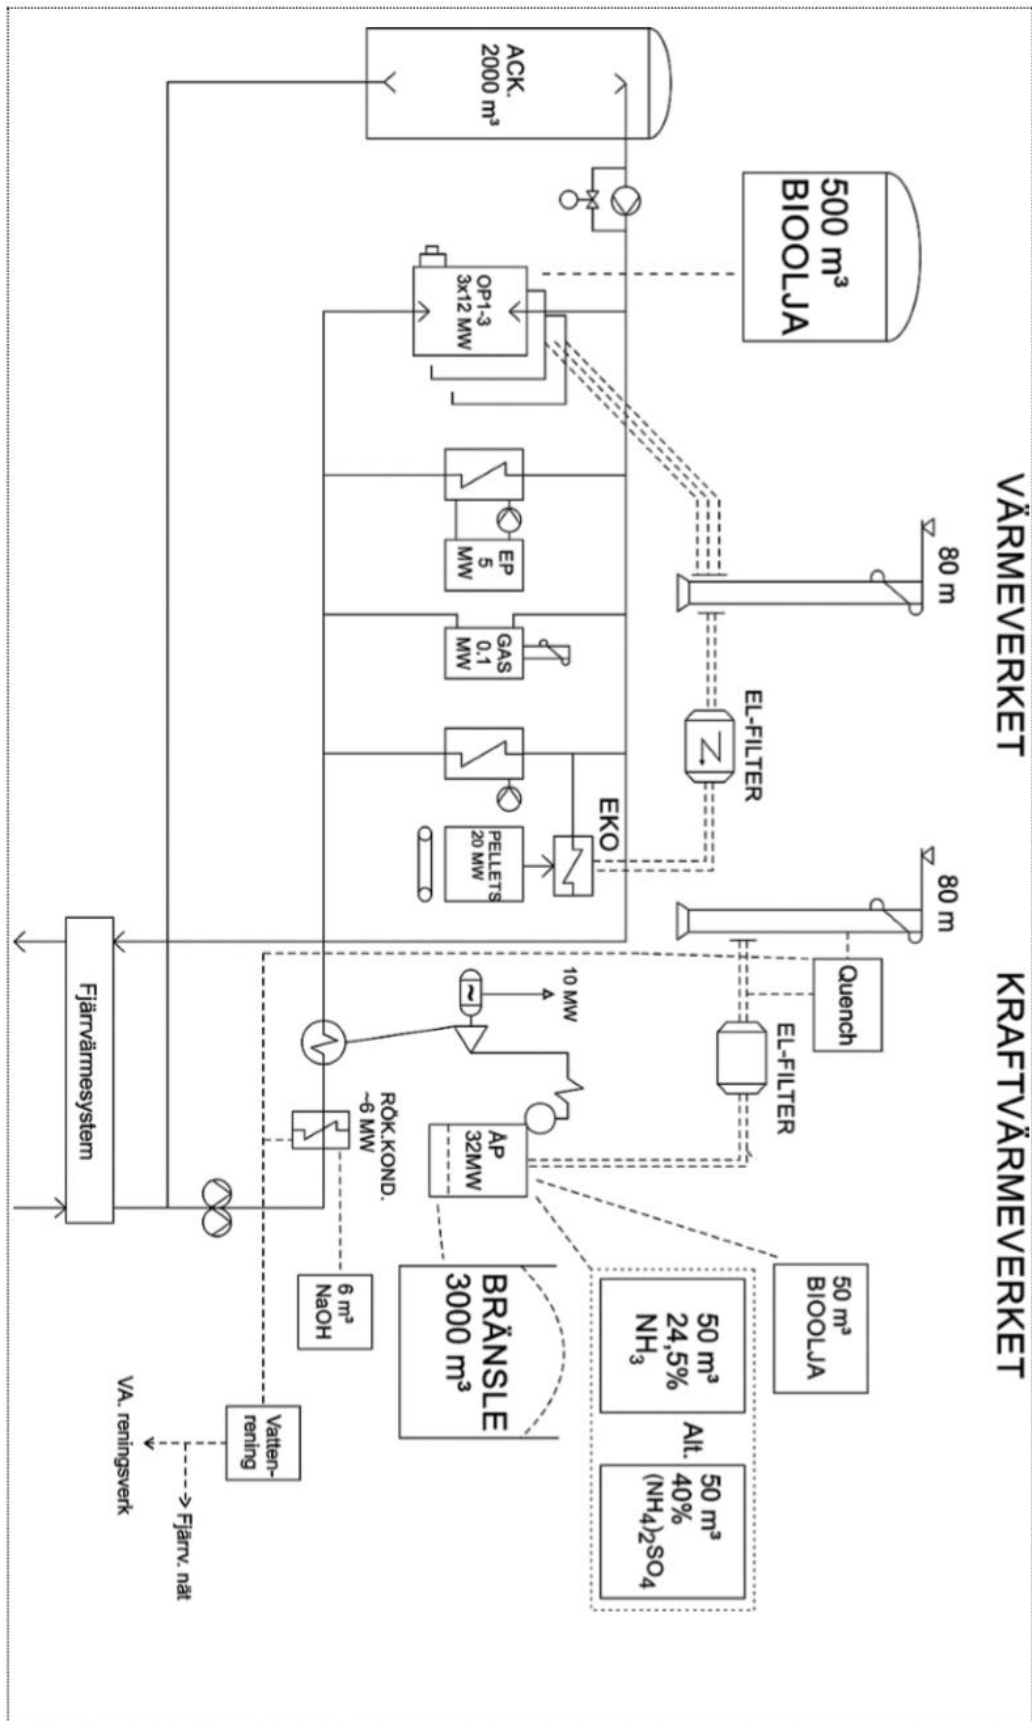 VÄRMEVERKET
KRAFTVÄRMEVERKET
80 m
80 m
500 m³
BIOOLJA
ACK.
2000 m³
OP1-3
3x12 MW
EP
5
MW
GAS
0.1
MW
EL-FILTER
EKO
PELLETS
20 MW
Quench
EL-FILTER
10 MW
~
ÅP
32MW
RÖK.KOND.
~6 MW
50 m³
BIOOLJA
50 m³
24,5%
NH₃
Alt.
50 m³
40%
(NH₄)₂SO₄
BRÄNSLE
3000 m³
6 m³
NaOH
Vatten-
rening
Fjärrv. nät
VA. reningsverk
Fjärrvärmesystem